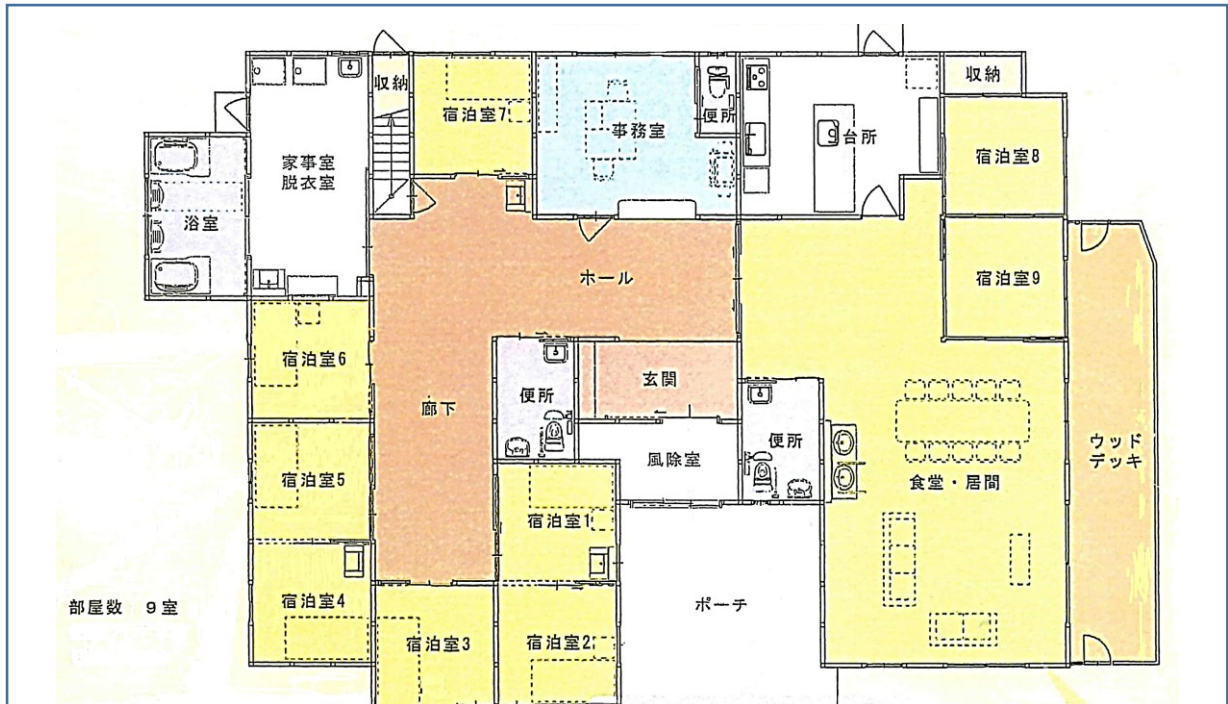 収納
宿泊室7
事務室
便所
台所
収納
宿泊室8
家事室
脱衣室
浴室
ホール
宿泊室9
宿泊室6
便所
玄関
廊下
便所
風除室
ウッド
デッキ
宿泊室5
食堂・居間
宿泊室1
宿泊室4
ポーチ
部屋数 9室
宿泊室3
宿泊室2